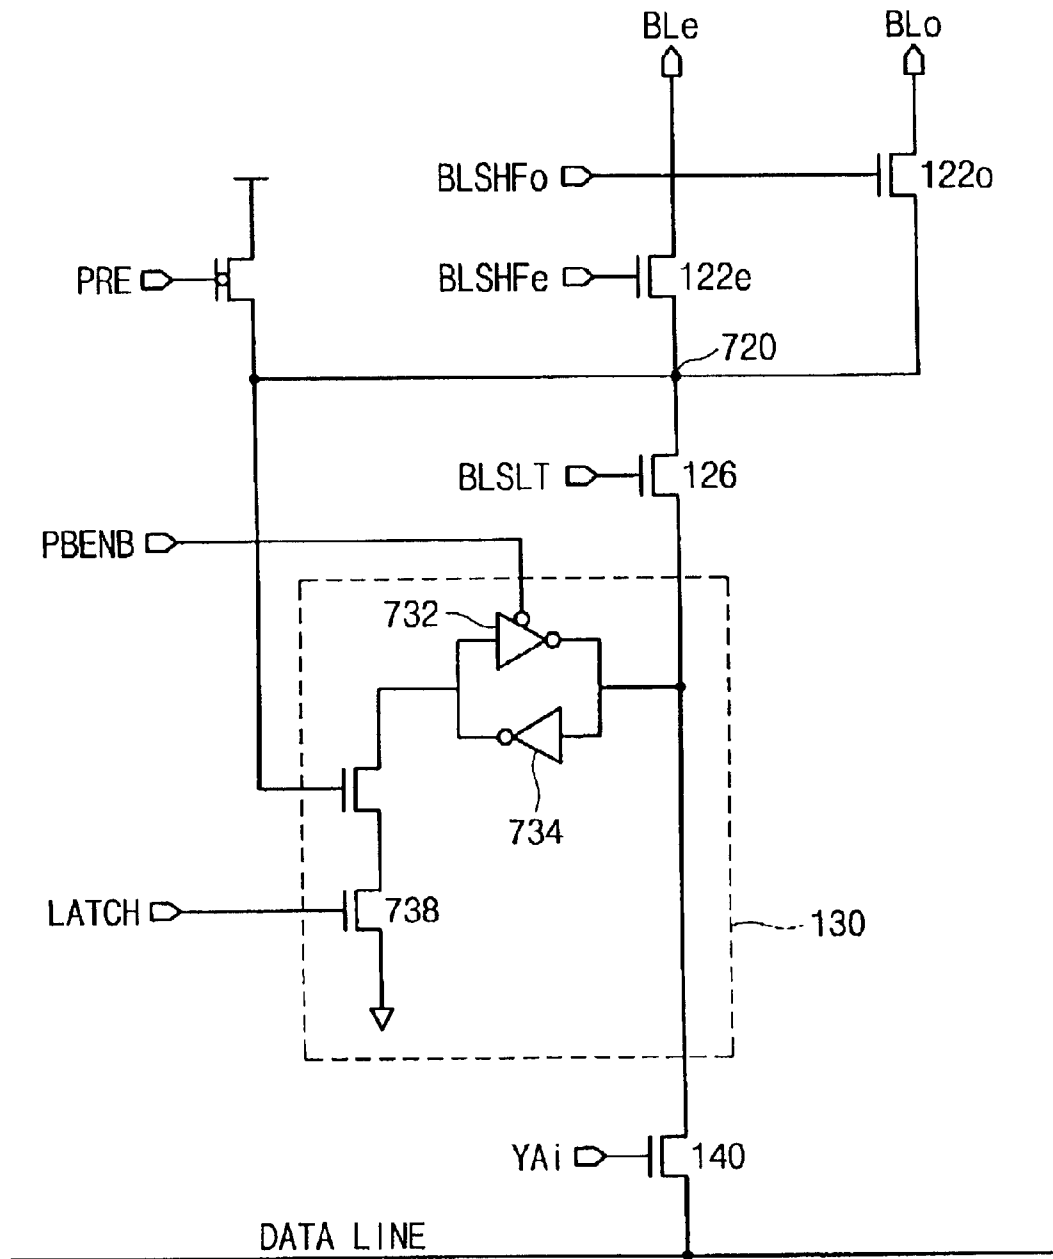 BLe
BLo
BLSHFo
122o
PRE
BLSHFe
122e
720
BLSLT
126
PBENB
732
734
LATCH
738
130
YAi
140
DATA LINE